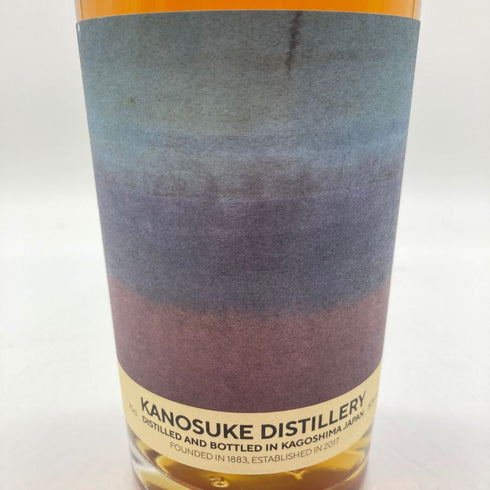 KANOSUKE DISTILLERY
DISTILLED AND BOTTLED IN KAGOSHIMA JAPAN
FOUNDED IN 1883, ESTABLISHED IN 2017